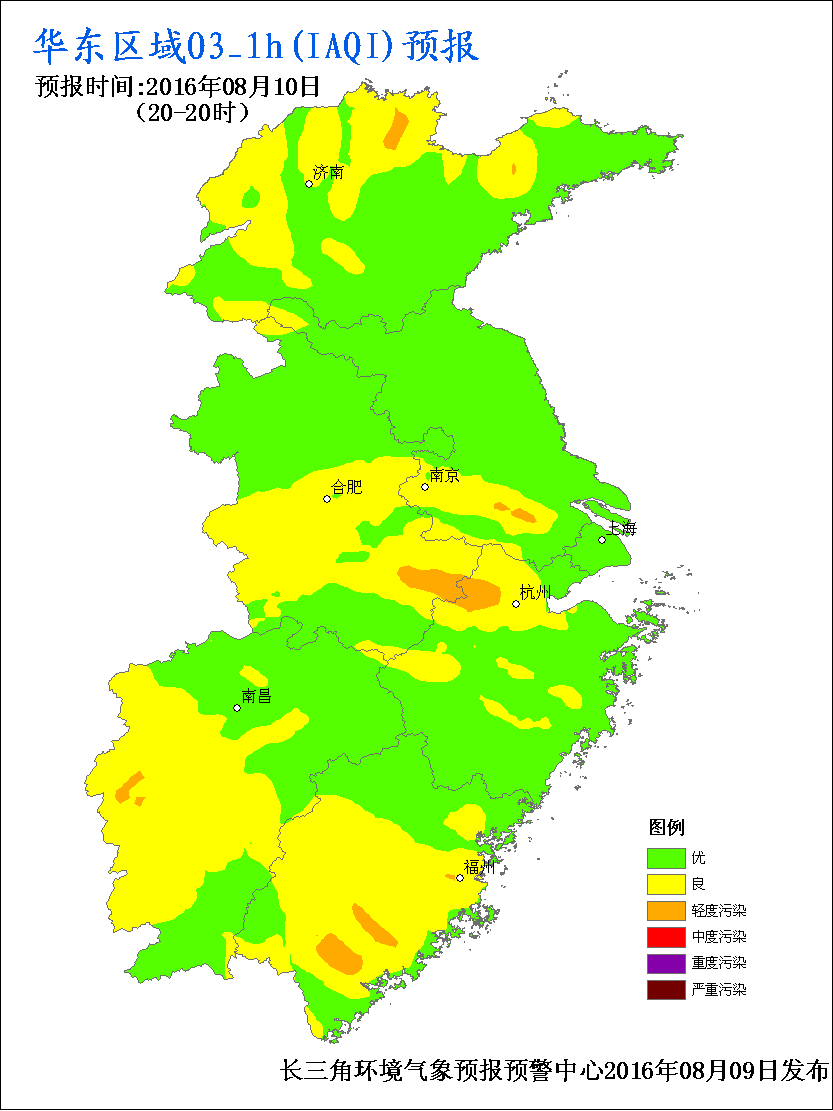 华东区域O3_1h(IAQI)预报
预报时间:2016年08月10日
(20-20时)
济南
南京
合肥
上海
杭州
南昌
福州
图例
优
良
轻度污染
中度污染
重度污染
严重污染
长三角环境气象预报预警中心2016年08月09日发布